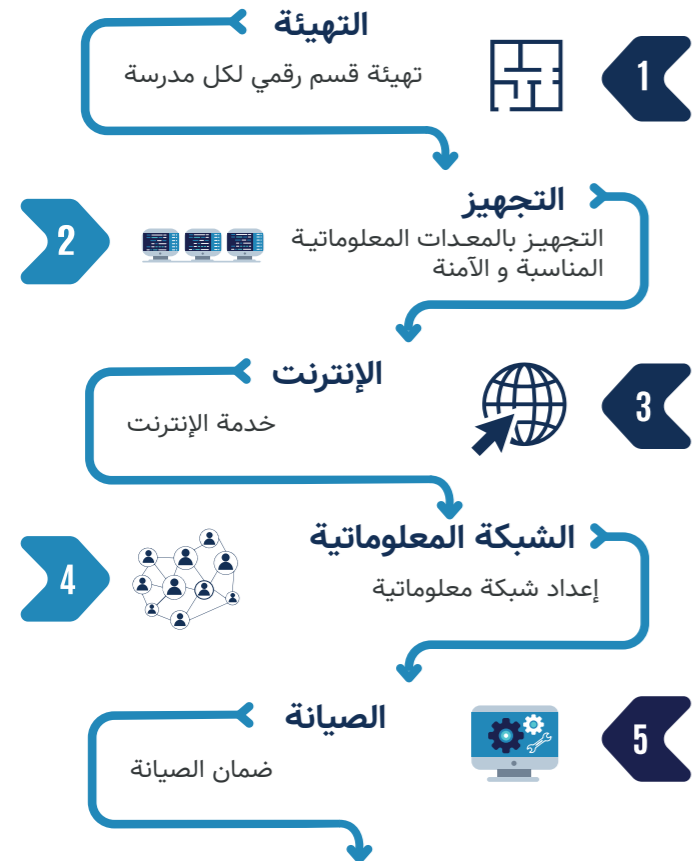 التهيئة
1
تهيئة قسم رقمي لكل مدرسة
التجهيز
2
التجهيز بالمعدات المعلوماتية
المناسبة و الآمنة
الإنترنت
3
خدمة الإنترنت
الشبكة المعلوماتية
4
إعداد شبكة معلوماتية
الصيانة
5
ضمان الصيانة